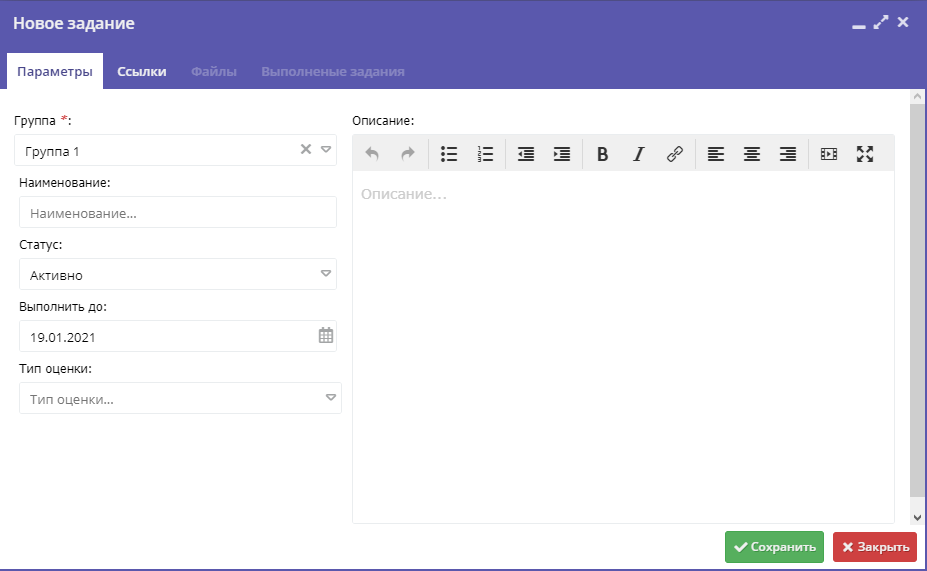 Новое задание
Параметры Ссылки Файлы Выполненые задания
Группа *:
Группа 1
Наименование:
Наименование...
Статус:
Активно
Выполнить до:
19.01.2021
Тип оценки:
Тип оценки...
Описание:
Описание...
Сохранить Закрыть